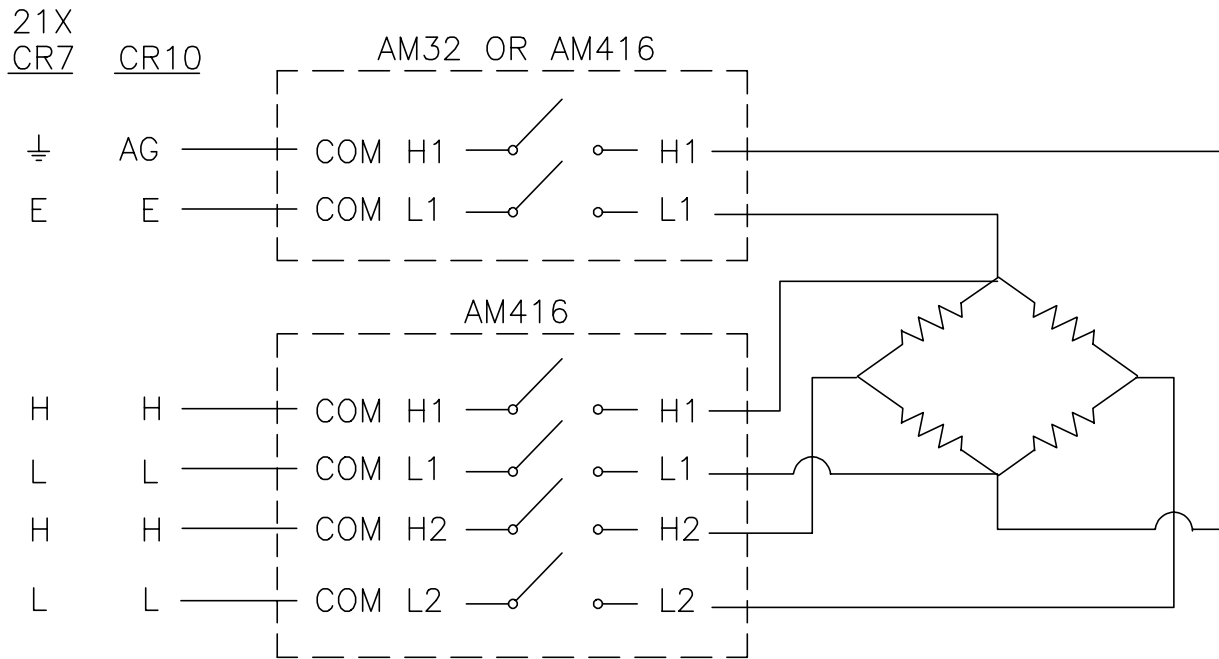 21X
CR7 CR10
AM32 OR AM416
⏚ AG COM H1 H1
E E COM L1 L1
AM416
H H COM H1 H1
L L COM L1 L1
H H COM H2 H2
L L COM L2 L2